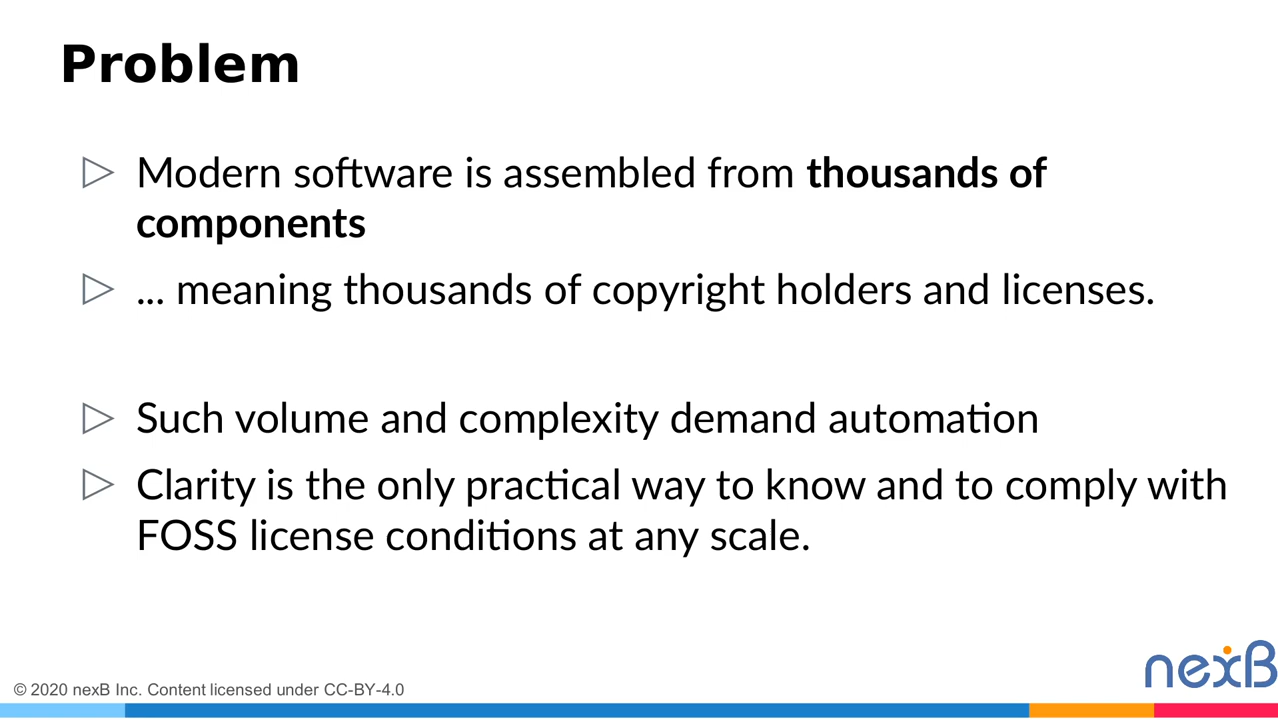 Problem
▷ Modern software is assembled from thousands of
components
▷ ... meaning thousands of copyright holders and licenses.
▷ Such volume and complexity demand automation
▷ Clarity is the only practical way to know and to comply with
FOSS license conditions at any scale.
nexB
© 2020 nexB Inc. Content licensed under CC-BY-4.0